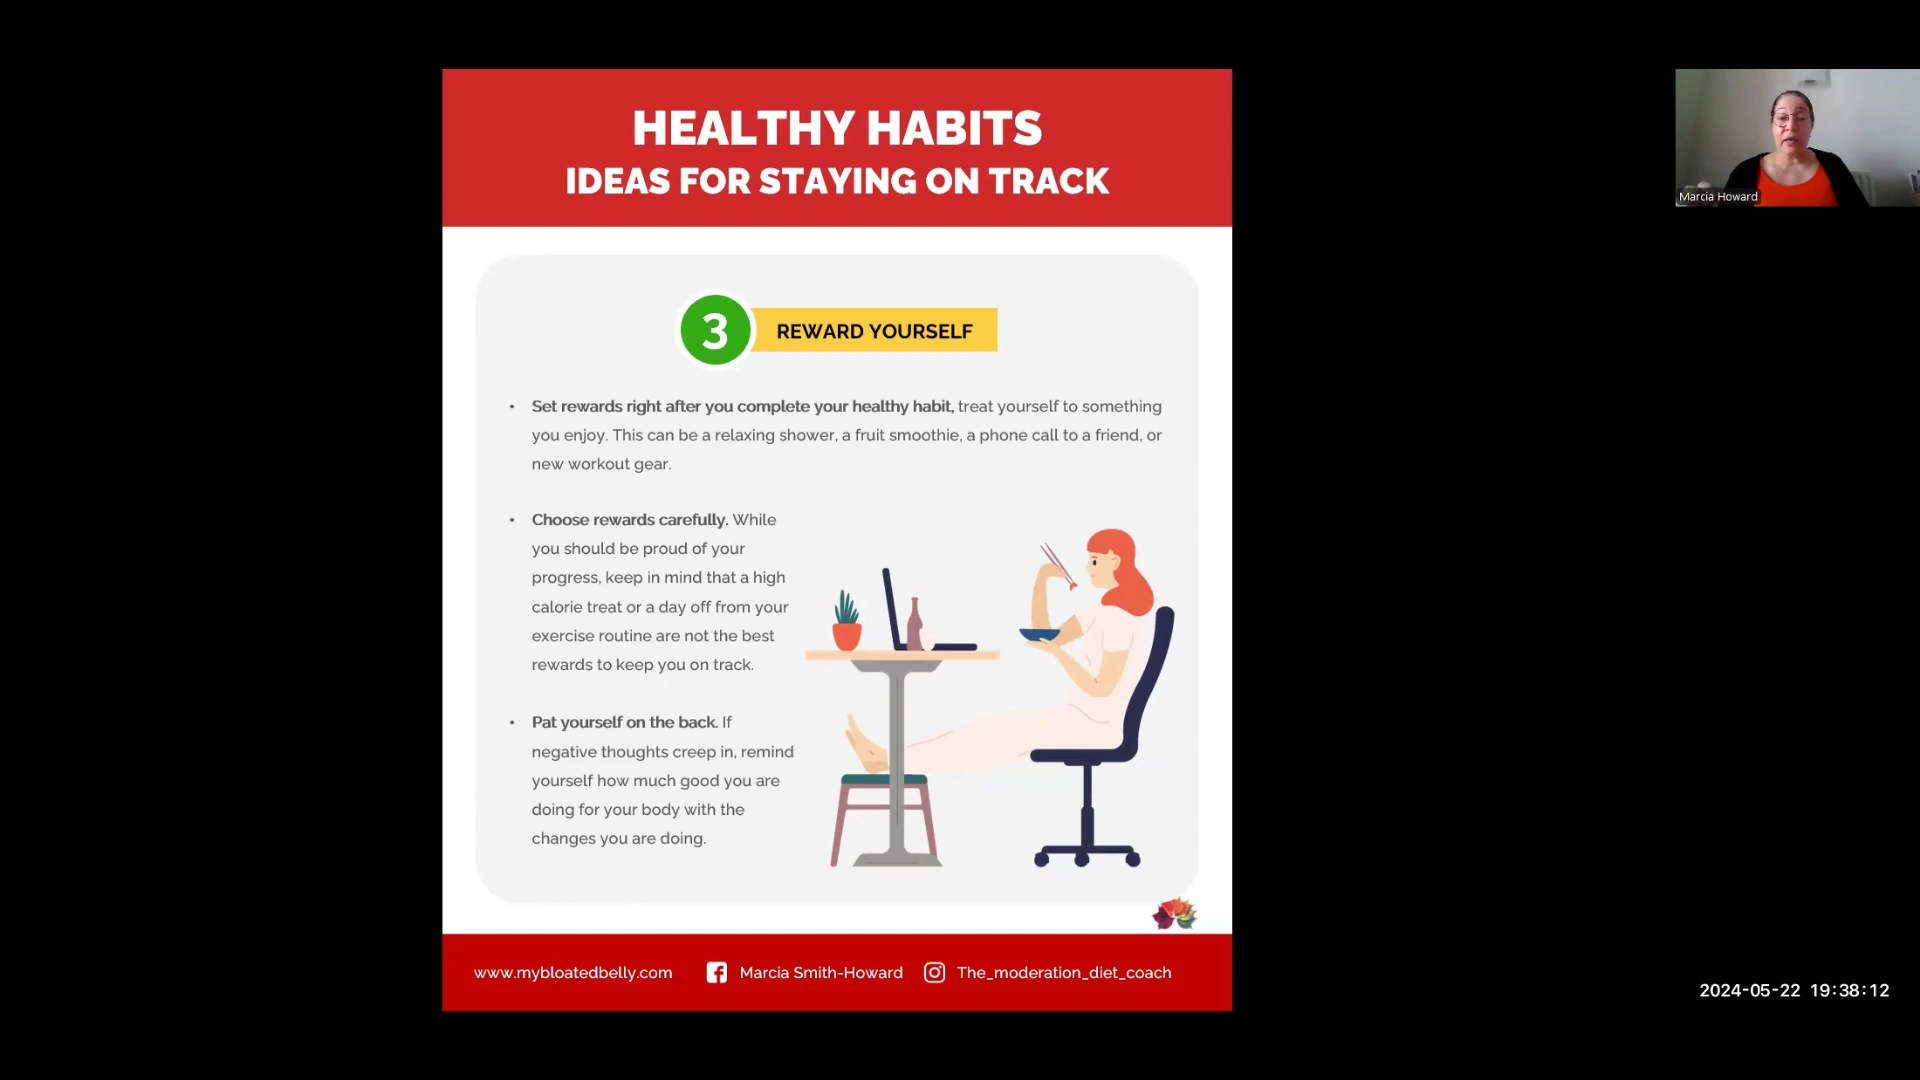 HEALTHY HABITS
IDEAS FOR STAYING ON TRACK
Marcia Howard
3
REWARD YOURSELF
• Set rewards right after you complete your healthy habit, treat yourself to something
you enjoy. This can be a relaxing shower, a fruit smoothie, a phone call to a friend, or
new workout gear.
• Choose rewards carefully. While
you should be proud of your
progress, keep in mind that a high
calorie treat or a day off from your
exercise routine are not the best
rewards to keep you on track.
• Pat yourself on the back. If
negative thoughts creep in, remind
yourself how much good you are
doing for your body with the
changes you are doing.
www.mybloatedbelly.com Marcia Smith-Howard The_moderation_diet_coach
2024-05-22 19:38:12